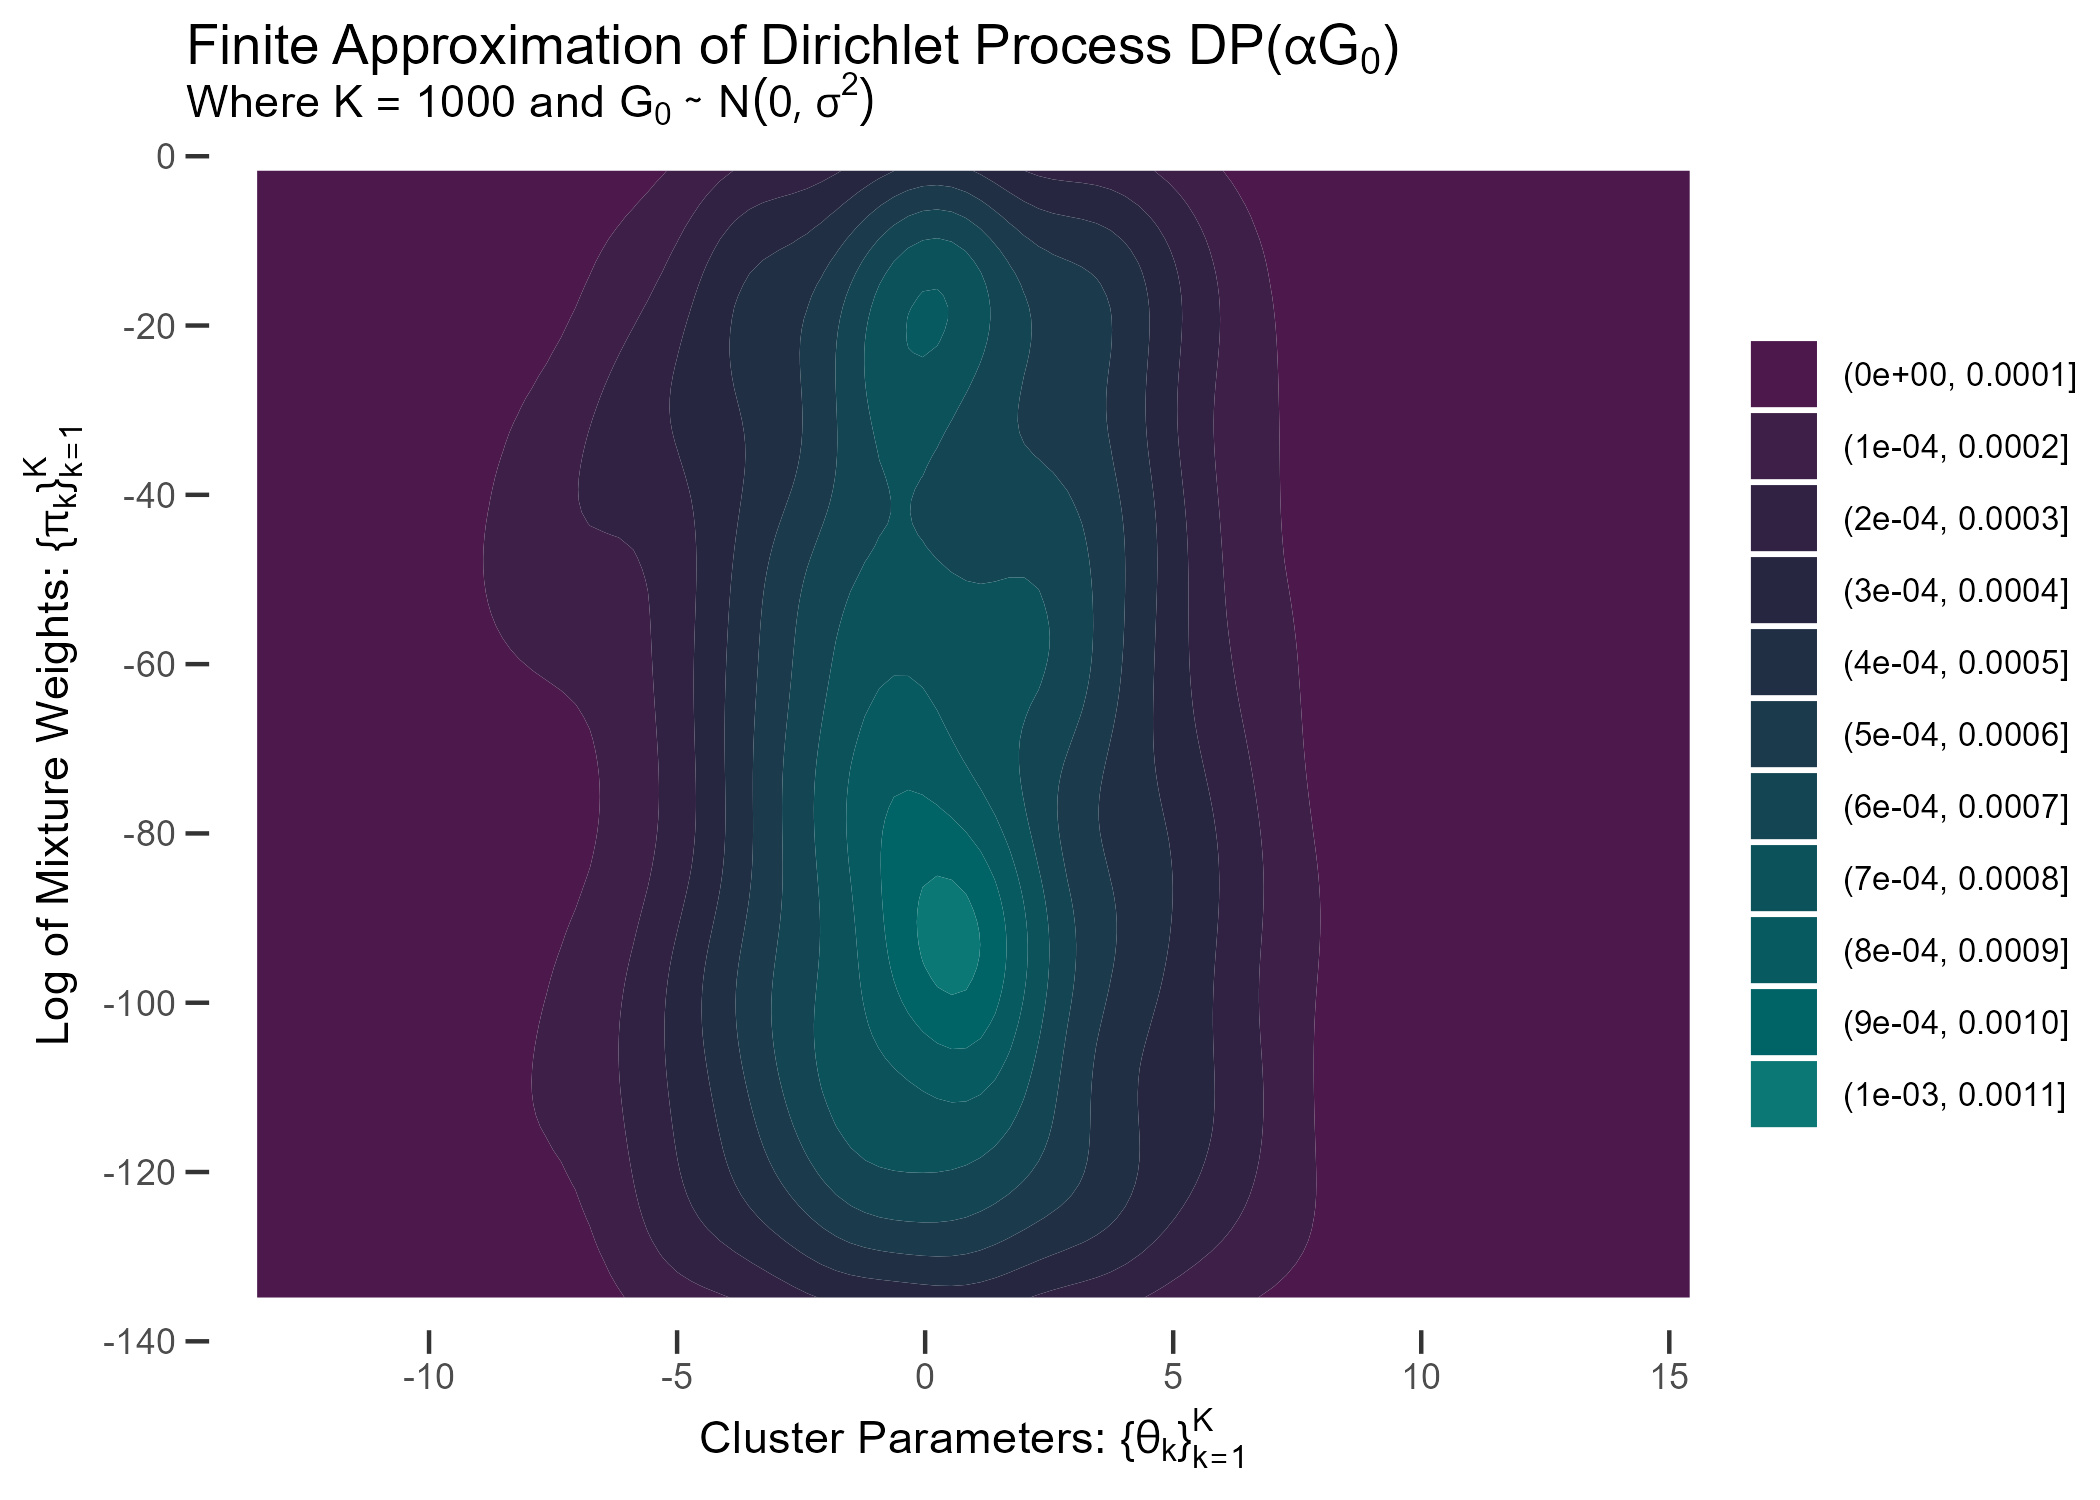 Finite Approximation of Dirichlet Process DP(αG₀)
Where K = 1000 and G₀ ~ N(0, σ²)
Log of Mixture Weights: {πₖ}ᴷₖ₌₁
0
-20
-40
-60
-80
-100
-120
-140
-10 -5 0 5 10 15
Cluster Parameters: {θₖ}ᴷₖ₌₁
(0e+00, 0.0001]
(1e-04, 0.0002]
(2e-04, 0.0003]
(3e-04, 0.0004]
(4e-04, 0.0005]
(5e-04, 0.0006]
(6e-04, 0.0007]
(7e-04, 0.0008]
(8e-04, 0.0009]
(9e-04, 0.0010]
(1e-03, 0.0011]